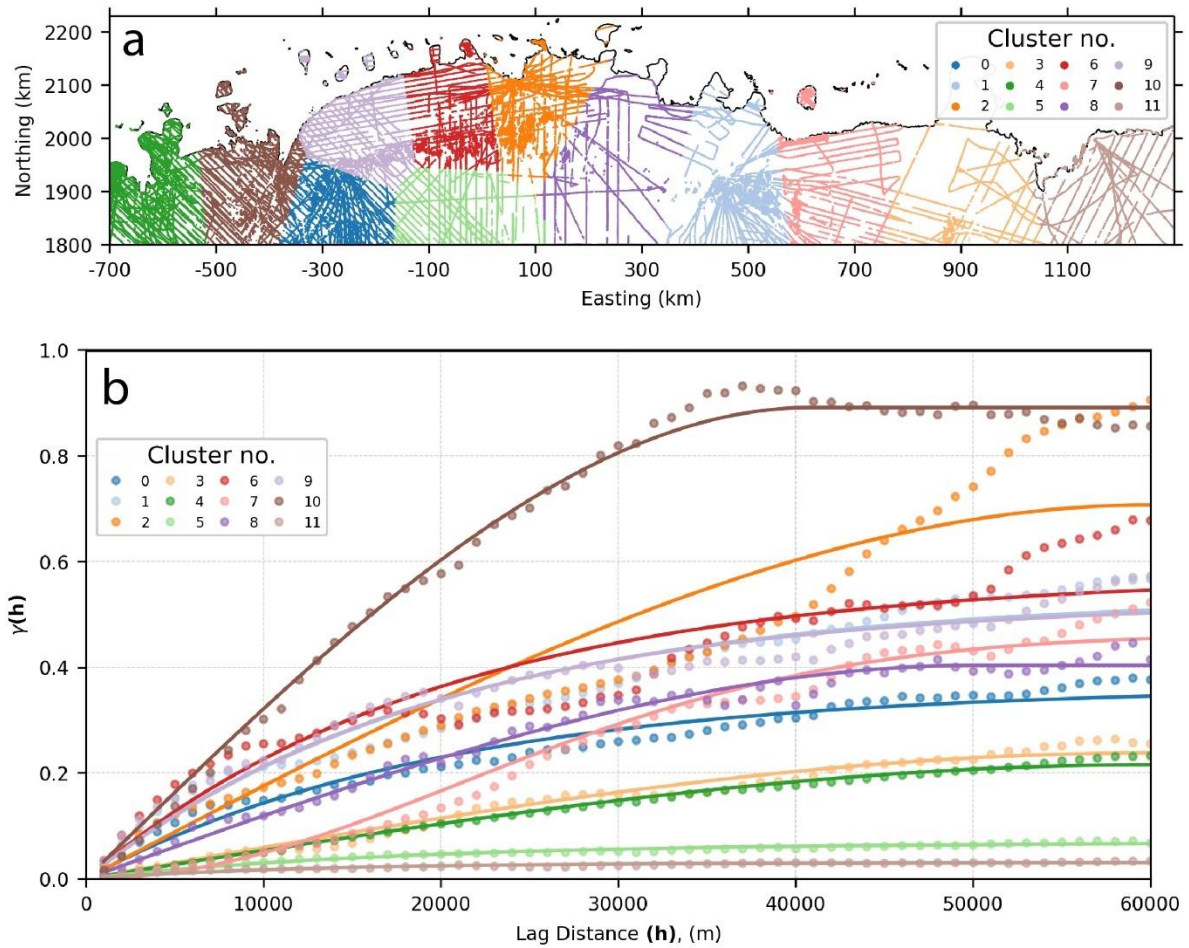 a
Northing (km)
2200
2100
2000
1900
1800
-700 -500 -300 -100 100 300 500 700 900 1100
Easting (km)
Cluster no.
0 3 6 9
1 4 7 10
2 5 8 11
b
γ(h)
1.0
0.8
0.6
0.4
0.2
0.0
Cluster no.
0 3 6 9
1 4 7 10
2 5 8 11
0 10000 20000 30000 40000 50000 60000
Lag Distance (h), (m)